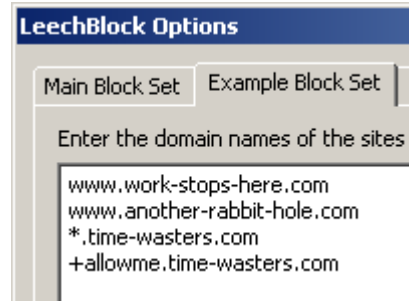 LeechBlock Options
Main Block Set Example Block Set
Enter the domain names of the sites
www.work-stops-here.com
www.another-rabbit-hole.com
*.time-wasters.com
+allowme.time-wasters.com